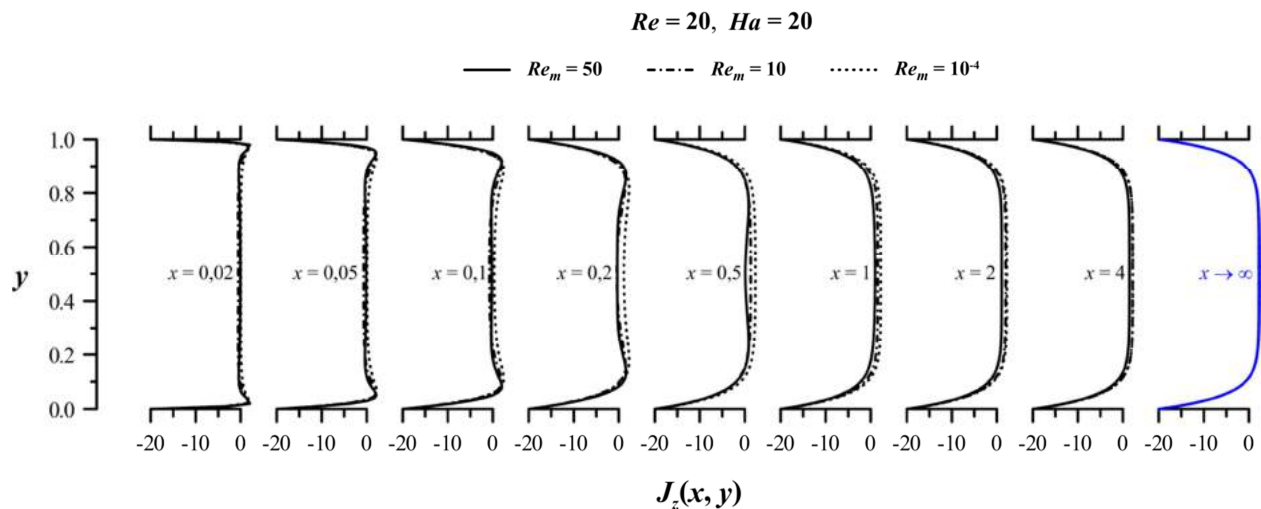 Re = 20, Ha = 20
Re_m = 50 Re_m = 10 Re_m = 10⁻⁴
1.0
0.8
0.6
0.4
0.2
0.0
y
x = 0,02 x = 0,05 x = 0,1 x = 0,2 x = 0,5 x = 1 x = 2 x = 4 x → ∞
-20 -10 0 -20 -10 0 -20 -10 0 -20 -10 0 -20 -10 0 -20 -10 0 -20 -10 0 -20 -10 0 -20 -10 0
J_z(x, y)